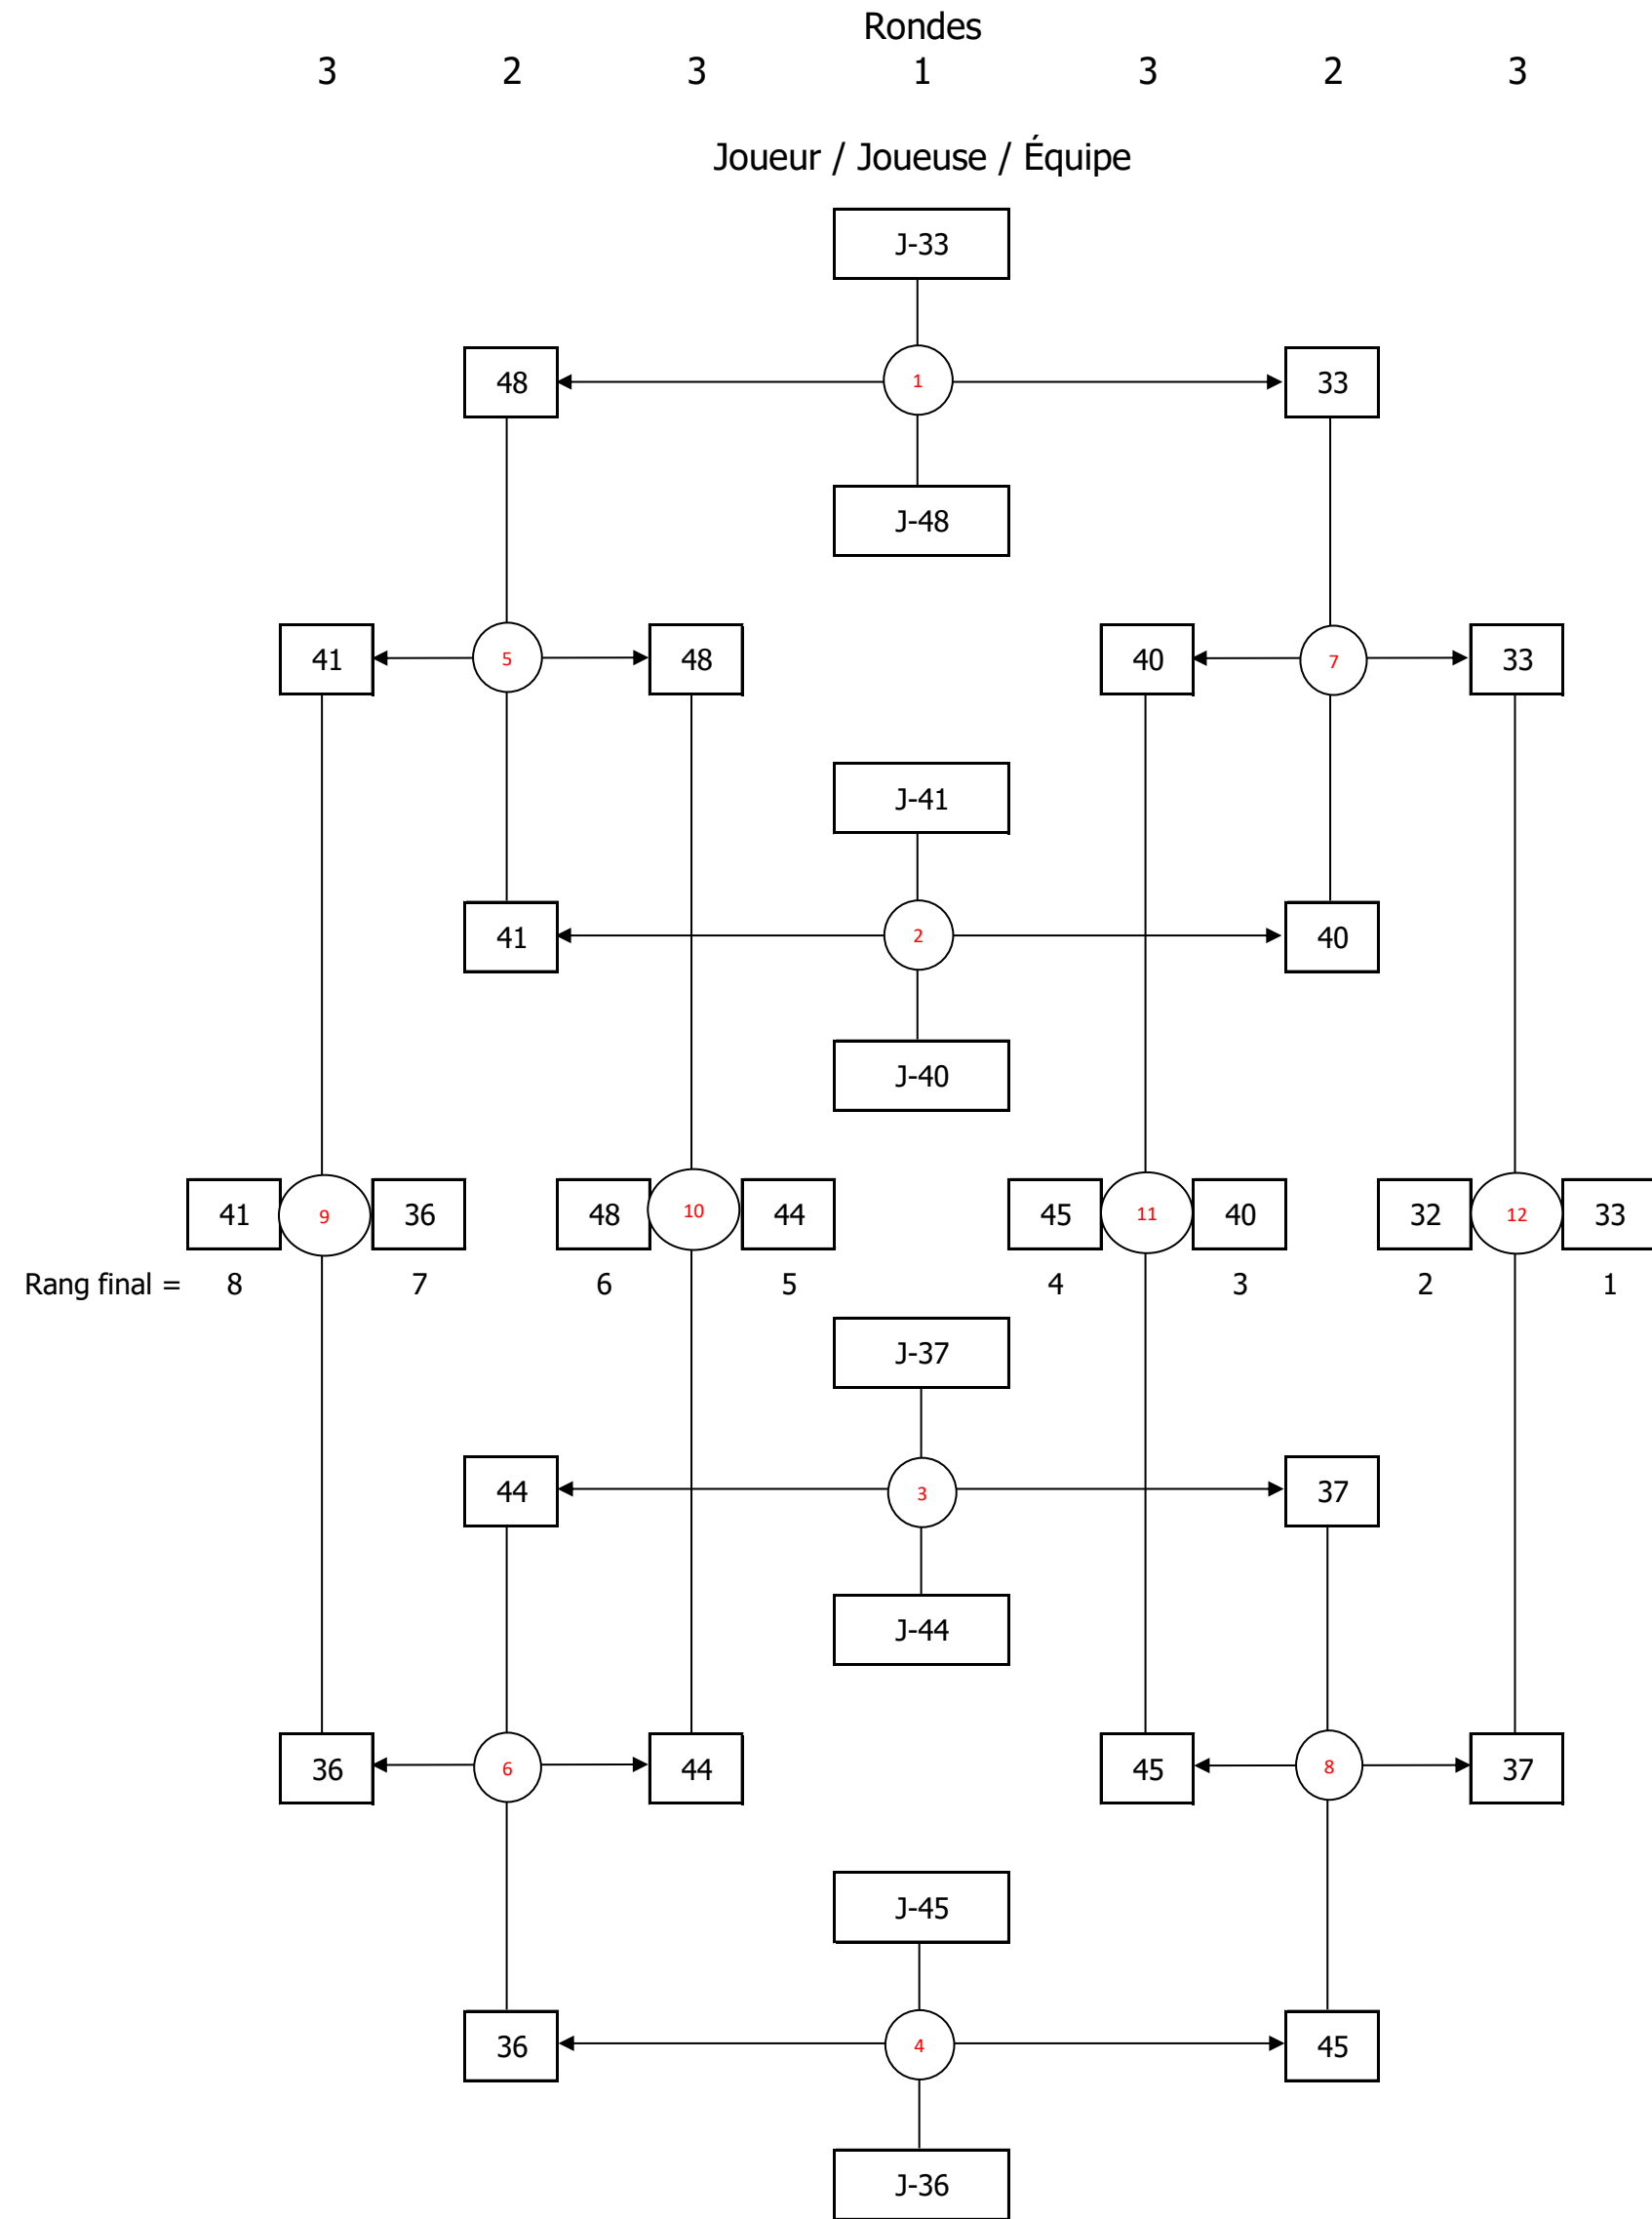 Rondes
3 2 3 1 3 2 3
Joueur / Joueuse / Équipe
J-33
48 1 33
J-48
41 5 48 40 7 33
J-41
41 2 40
J-40
41 9 36 48 10 44 45 11 40 32 12 33
Rang final = 8 7 6 5 4 3 2 1
J-37
44 3 37
J-44
36 6 44 45 8 37
J-45
36 4 45
J-36